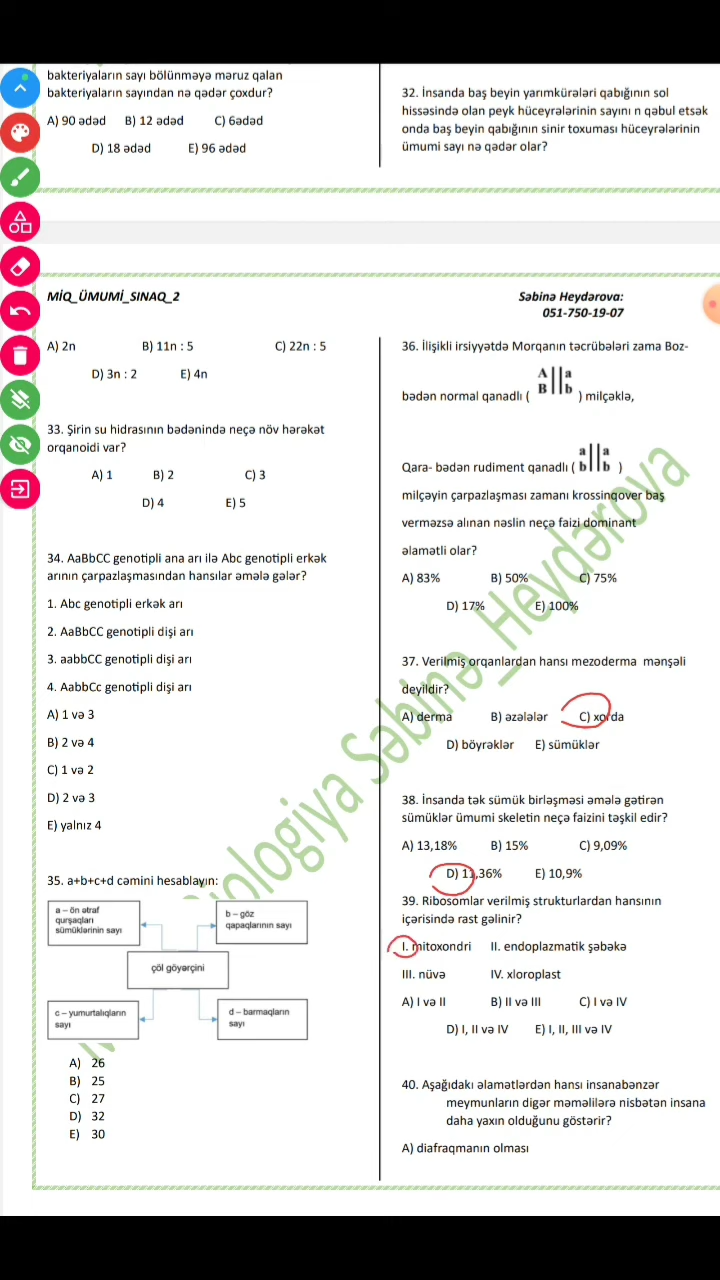 bakteriyaların sayı bölünməyə məruz qalan
bakteriyaların sayından nə qədər çoxdur?
A) 90 ədəd B) 12 ədəd C) 6ədəd
D) 18 ədəd E) 96 ədəd
32. İnsanda baş beyin yarımkürələri qabığının sol
hissəsində olan peyk hüceyrələrinin sayını n qəbul etsək
onda baş beyin qabığının sinir toxuması hüceyrələrinin
ümumi sayı nə qədər olar?
MİQ_ÜMUMİ_SINAQ_2
Səbinə Heydərova:
051-750-19-07
A) 2n B) 11n : 5 C) 22n : 5
D) 3n : 2 E) 4n
33. Şirin su hidrasının bədənində neçə növ hərəkət
orqanoidi var?
A) 1 B) 2 C) 3
D) 4 E) 5
34. AaBbCC genotipli ana arı ilə Abc genotipli erkək
arının çarpazlaşmasından hansılar əmələ gələr?
1. Abc genotipli erkək arı
2. AaBbCC genotipli dişi arı
3. aabbCC genotipli dişi arı
4. AabbCc genotipli dişi arı
A) 1 və 3
B) 2 və 4
C) 1 və 2
D) 2 və 3
E) yalnız 4
35. a+b+c+d cəmini hesablayın:
a – ön ətraf
qurşaqları
sümüklərinin sayı
b – göz
qapaqlarının sayı
çöl göyərçini
c – yumurtalıqların
sayı
d – barmaqların
sayı
A) 26
B) 25
C) 27
D) 32
E) 30
36. İlişikli irsiyyətdə Morqanın təcrübələri zama Boz-
A||a
bədən normal qanadlı ( B||b ) milçəklə,
a||a
Qara- bədən rudiment qanadlı ( b||b )
milçəyin çarpazlaşması zamanı krossinqover baş
verməzsə alınan nəslin neçə faizi dominant
əlamətli olar?
A) 83% B) 50% C) 75%
D) 17% E) 100%
37. Verilmiş orqanlardan hansı mezoderma mənşəli
deyildir?
A) derma B) əzələlər C) xorda
D) böyrəklər E) sümüklər
38. İnsanda tək sümük birləşməsi əmələ gətirən
sümüklər ümumi skeletin neçə faizini təşkil edir?
A) 13,18% B) 15% C) 9,09%
D) 11,36% E) 10,9%
39. Ribosomlar verilmiş strukturlardan hansının
içərisində rast gəlinir?
I. mitoxondri II. endoplazmatik şəbəkə
III. nüvə IV. xloroplast
A) I və II B) II və III C) I və IV
D) I, II və IV E) I, II, III və IV
40. Aşağıdakı əlamətlərdən hansı insanabənzər
meymunların digər məməlilərə nisbətən insana
daha yaxın olduğunu göstərir?
A) diafraqmanın olması
Biologiya Səbinə_Heydərova